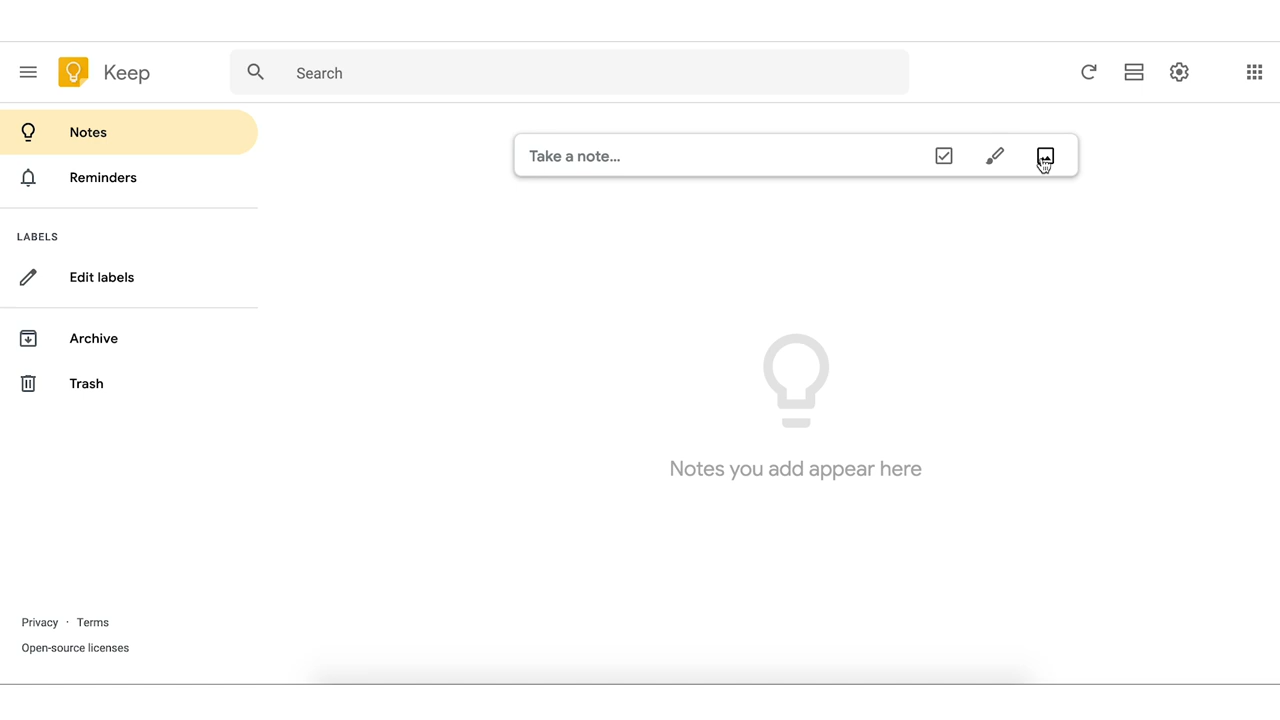 Keep
Search
Notes
Take a note...
Reminders
LABELS
Edit labels
Archive
Trash
Notes you add appear here
Privacy · Terms
Open-source licenses